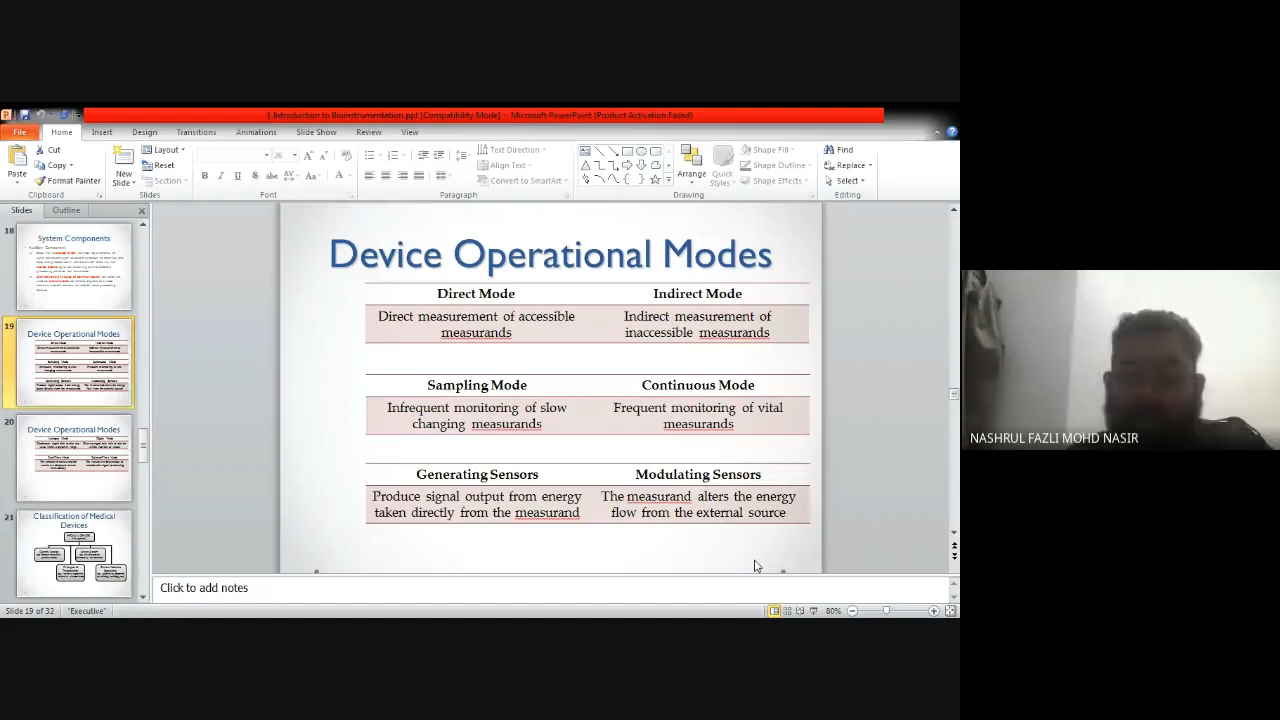 1 Introduction to Bioinstrumentation.ppt [Compatibility Mode] - Microsoft PowerPoint (Product Activation Failed)
File Home Insert Design Transitions Animations Slide Show Review View
Paste
Cut
Copy
Format Painter
Clipboard
New
Slide
Layout
Reset
Section
Slides
26
B I U S abc AV Aa A
Font
Paragraph
Text Direction
Align Text
Convert to SmartArt
Arrange
Quick
Styles
Shape Fill
Shape Outline
Shape Effects
Drawing
Find
Replace
Select
Editing
Slides Outline
18
System Components
19
Device Operational Modes
20
Device Operational Modes
21
Classification of Medical
Devices
Device Operational Modes
Direct Mode Indirect Mode
Direct measurement of accessible Indirect measurement of
measurands inaccessible measurands
Sampling Mode Continuous Mode
Infrequent monitoring of slow Frequent monitoring of vital
changing measurands measurands
Generating Sensors Modulating Sensors
Produce signal output from energy The measurand alters the energy
taken directly from the measurand flow from the external source
Click to add notes
Slide 19 of 32 "Executive" 80%
NASHRUL FAZLI MOHD NASIR